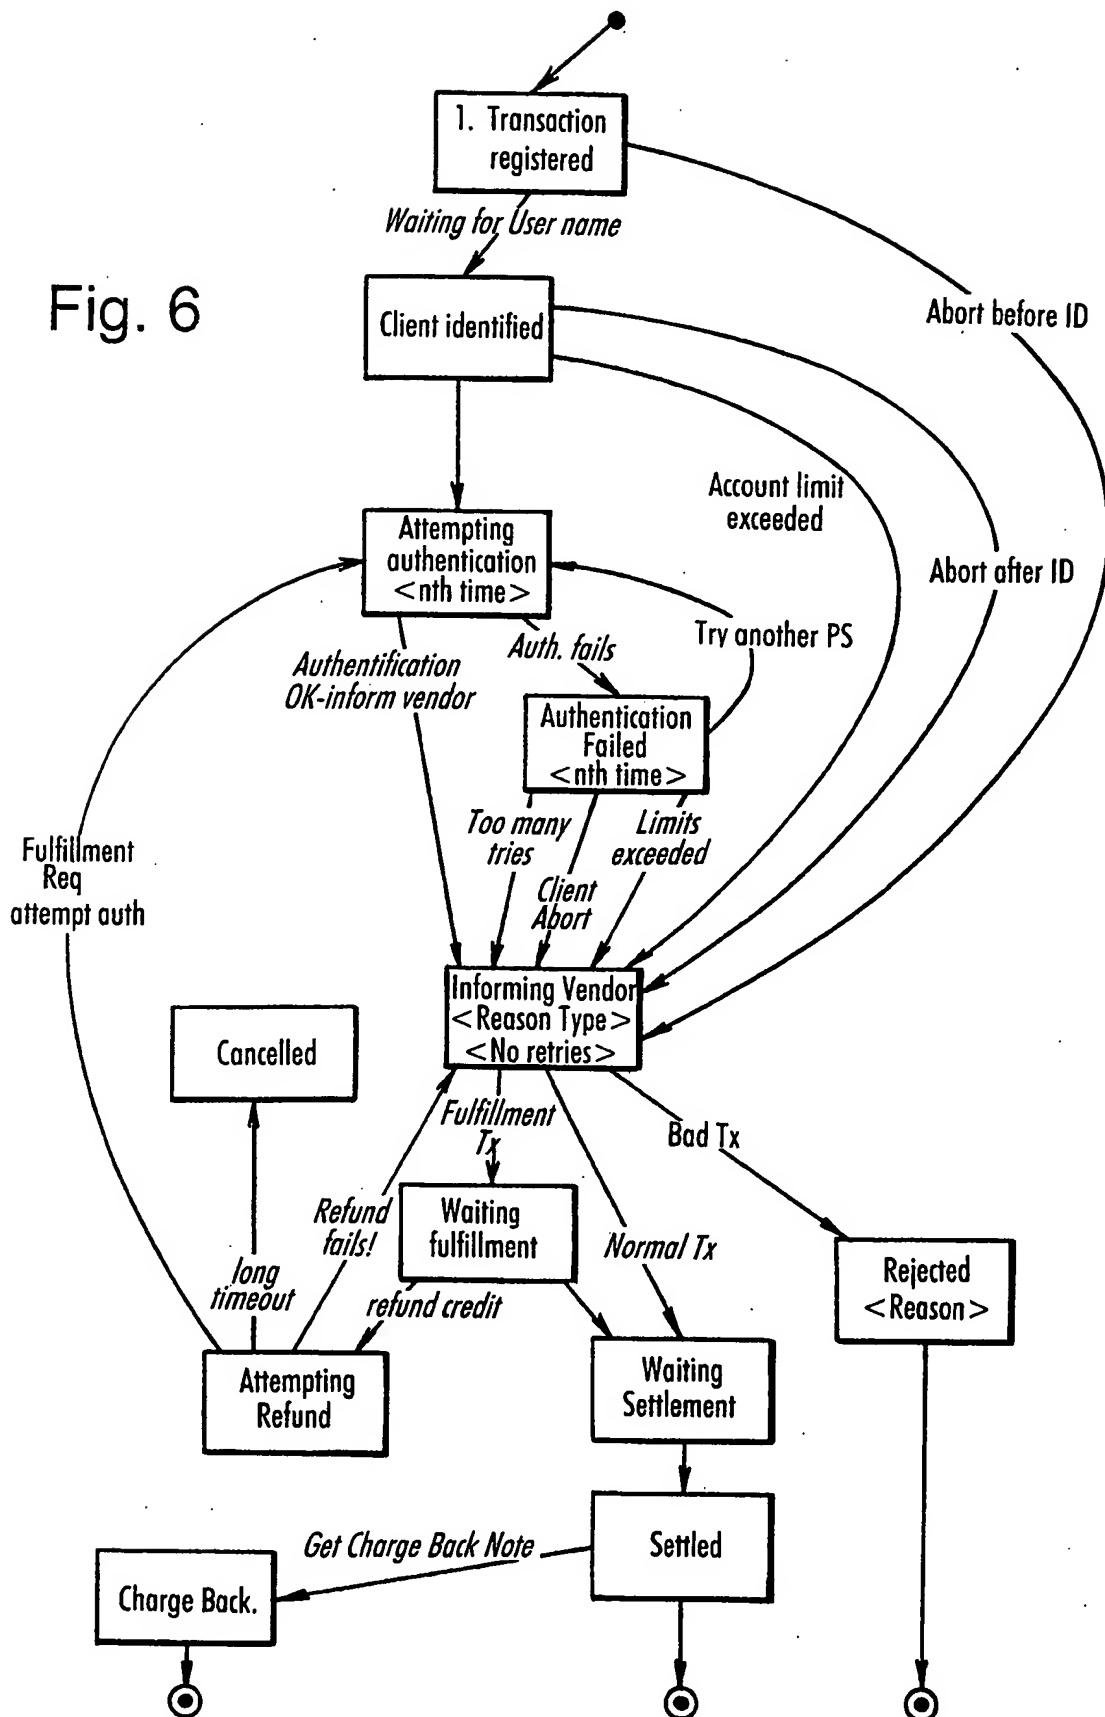 1. Transaction
registered
Waiting for User name
Fig. 6
Client identified
Abort before ID
Account limit
exceeded
Abort after ID
Attempting
authentication
<nth time>
Try another PS
Auth. fails
Authentification
OK-inform vendor
Authentication
Failed
<nth time>
Too many
tries
Limits
exceeded
Client
Abort
Fulfillment
Req
attempt auth
Informing Vendor
<Reason Type>
<No retries>
Cancelled
Fulfillment
Tx
Bad Tx
Refund
fails!
Waiting
fulfillment
Normal Tx
long
timeout
refund credit
Rejected
<Reason>
Attempting
Refund
Waiting
Settlement
Get Charge Back Note
Settled
Charge Back.